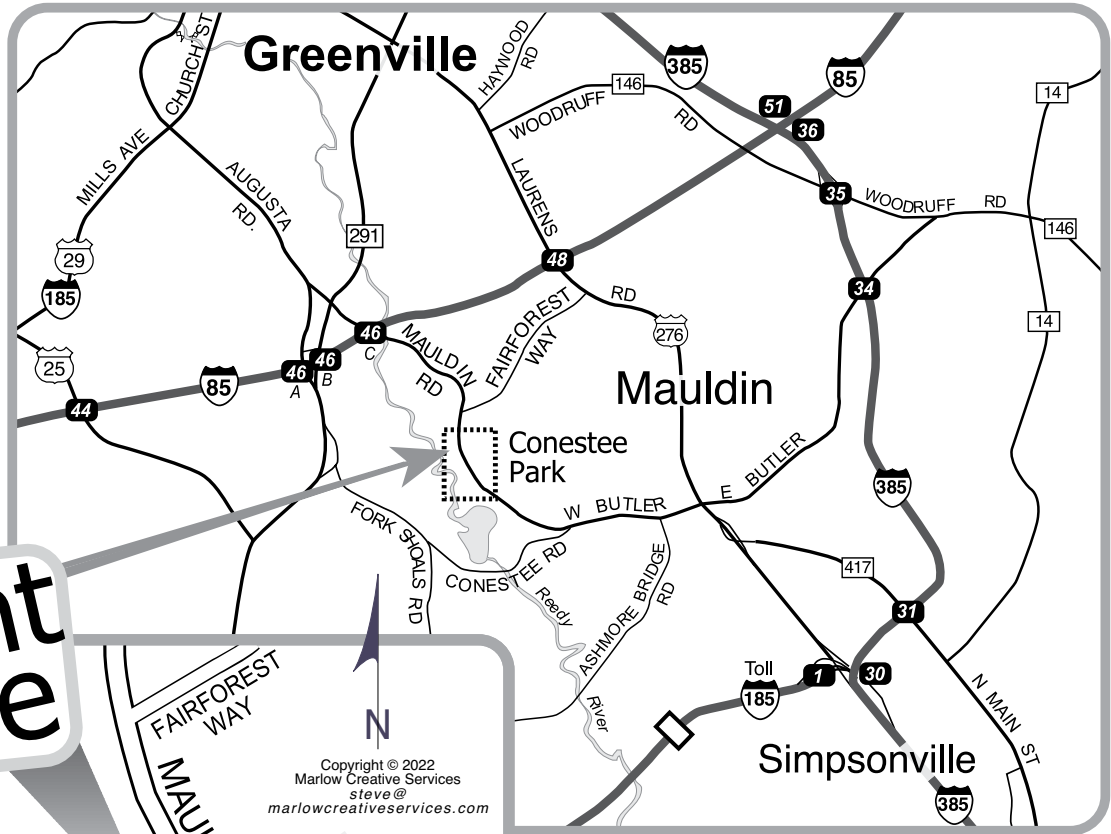 Greenville
CHURCH ST
MILLS AVE
29
185
25
44
AUGUSTA
RD.
291
85
46
A
46
B
46
C
HAYWOOD
RD
WOODRUFF
146
RD
385
85
51
36
35
WOODRUFF RD
146
14
14
LAURENS
48
RD
276
34
FAIRFOREST
WAY
MAULDIN
RD
Mauldin
Conestee
Park
W BUTLER
E BUTLER
385
417
31
FORK SHOALS RD
CONESTEE RD
Reedy
River
ASHMORE BRIDGE
RD
Toll
185
1
30
N MAIN ST
Simpsonville
385
nt
e
FAIRFOREST
WAY
MAU
N
Copyright © 2022
Marlow Creative Services
steve@
marlowcreativeservices.com